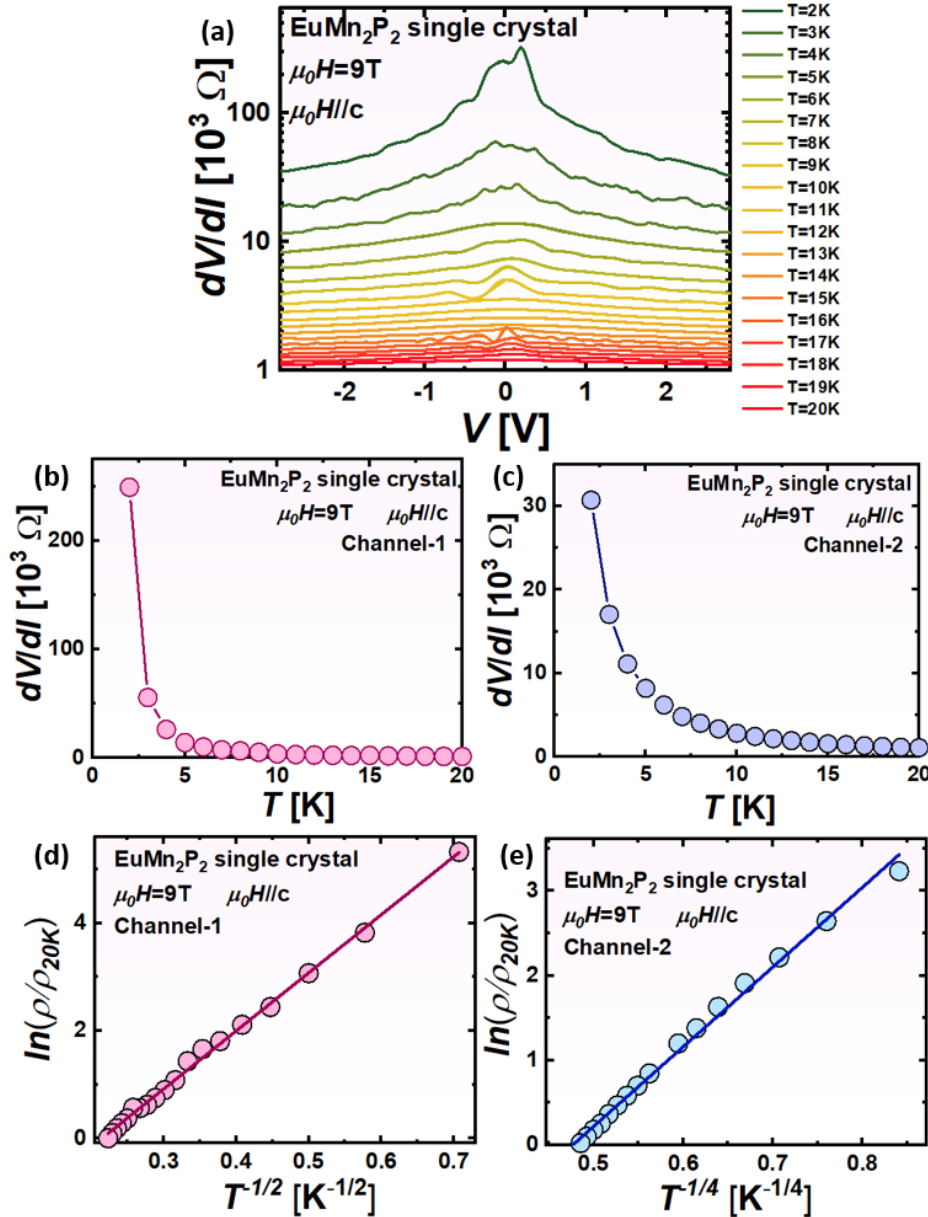 (a)
EuMn2P2 single crystal
μ0H=9T
μ0H//c
dV/dI [10^3 Ω]
100
10
1
-2
-1
0
1
2
V [V]
T=2K
T=3K
T=4K
T=5K
T=6K
T=7K
T=8K
T=9K
T=10K
T=11K
T=12K
T=13K
T=14K
T=15K
T=16K
T=17K
T=18K
T=19K
T=20K
(b)
EuMn2P2 single crystal
μ0H=9T μ0H//c
Channel-1
dV/dI [10^3 Ω]
200
100
0
0
5
10
15
20
T [K]
(c)
EuMn2P2 single crystal
μ0H=9T μ0H//c
Channel-2
dV/dI [10^3 Ω]
30
20
10
0
0
5
10
15
20
T [K]
(d)
EuMn2P2 single crystal
μ0H=9T μ0H//c
Channel-1
ln(ρ/ρ20K)
4
2
0
0.3
0.4
0.5
0.6
0.7
T^-1/2 [K^-1/2]
(e)
EuMn2P2 single crystal
μ0H=9T μ0H//c
Channel-2
ln(ρ/ρ20K)
3
2
1
0
0.5
0.6
0.7
0.8
T^-1/4 [K^-1/4]